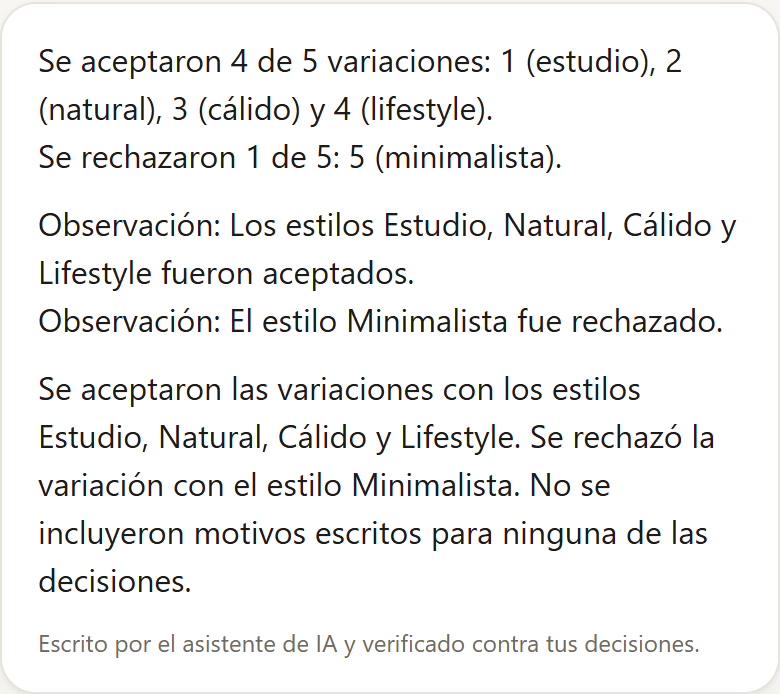 Se aceptaron 4 de 5 variaciones: 1 (estudio), 2
(natural), 3 (cálido) y 4 (lifestyle).
Se rechazaron 1 de 5: 5 (minimalista).
Observación: Los estilos Estudio, Natural, Cálido y
Lifestyle fueron aceptados.
Observación: El estilo Minimalista fue rechazado.
Se aceptaron las variaciones con los estilos
Estudio, Natural, Cálido y Lifestyle. Se rechazó la
variación con el estilo Minimalista. No se
incluyeron motivos escritos para ninguna de las
decisiones.
Escrito por el asistente de IA y verificado contra tus decisiones.